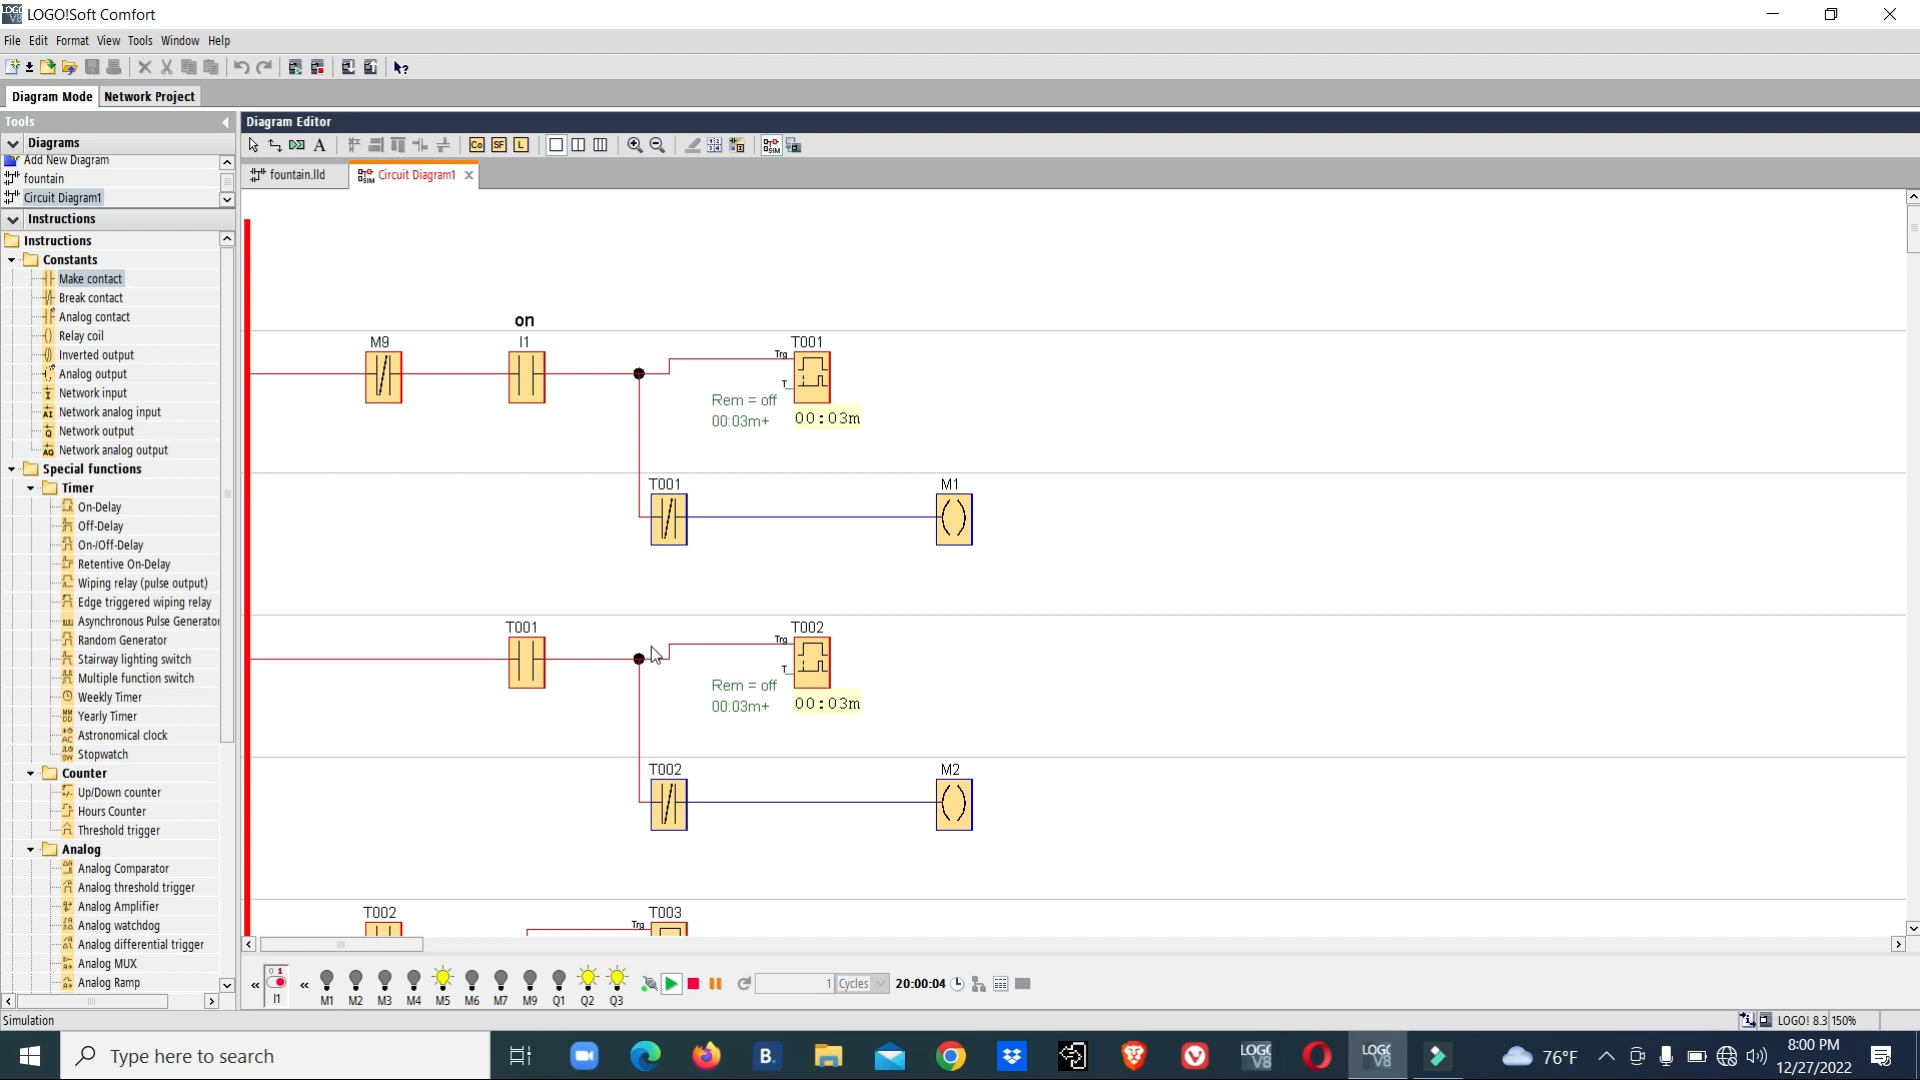 LOGO!Soft Comfort
File Edit Format View Tools Window Help
Diagram Mode Network Project
Tools
Diagrams
Add New Diagram
fountain
Circuit Diagram1
Instructions
Instructions
Constants
Make contact
Break contact
Analog contact
Relay coil
Inverted output
Analog output
Network input
Network analog input
Network output
Network analog output
Special functions
Timer
On-Delay
Off-Delay
On-/Off-Delay
Retentive On-Delay
Wiping relay (pulse output)
Edge triggered wiping relay
Asynchronous Pulse Generator
Random Generator
Stairway lighting switch
Multiple function switch
Weekly Timer
Yearly Timer
Astronomical clock
Stopwatch
Counter
Up/Down counter
Hours Counter
Threshold trigger
Analog
Analog Comparator
Analog threshold trigger
Analog Amplifier
Analog watchdog
Analog differential trigger
Analog MUX
Analog Ramp
Diagram Editor
Co SF L
fountain.lld Circuit Diagram1
on
M9 I1 T001
Trg
T
Rem = off
00:03m+ 00:03m
T001 M1
T001 T002
Trg
T
Rem = off
00:03m+ 00:03m
T002 M2
T002 T003
Trg
1 Cycles 20:00:04
I1 M1 M2 M3 M4 M5 M6 M7 M9 Q1 Q2 Q3
Simulation LOGO! 8.3 150%
Type here to search
76°F
8:00 PM
12/27/2022